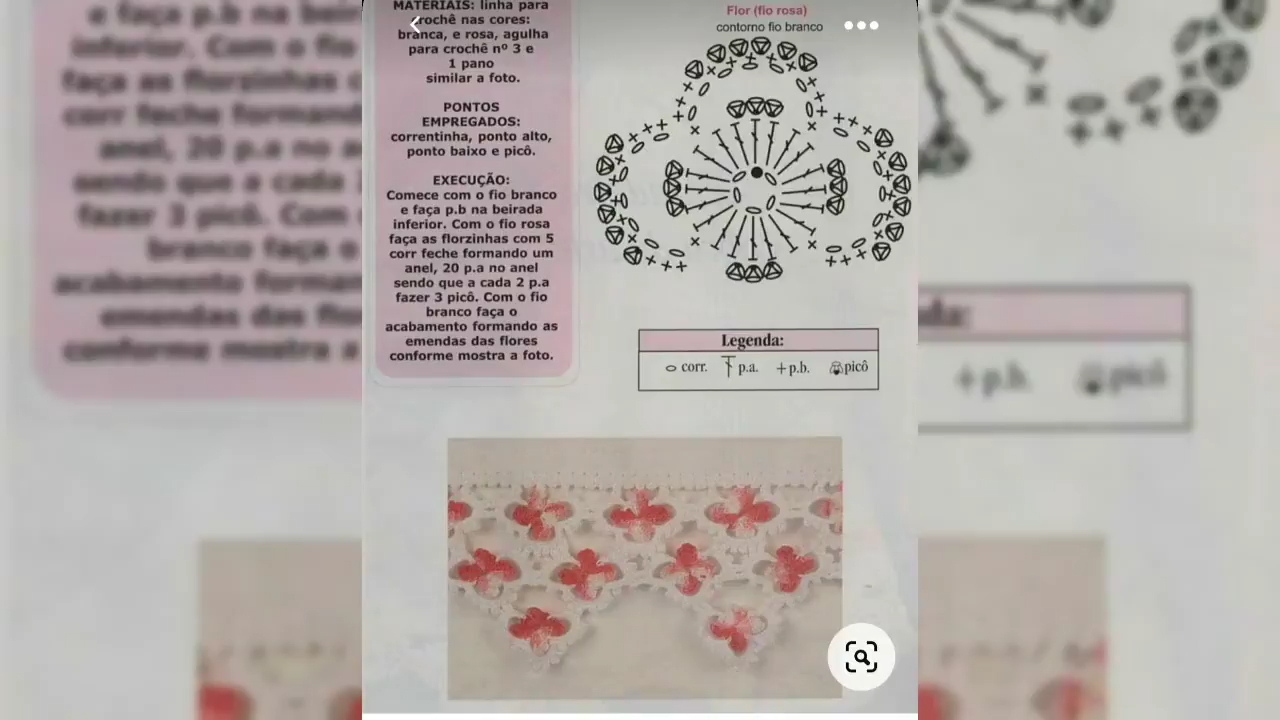 MATERIAIS: linha para
crochê nas cores:
branca, e rosa, agulha
para crochê nº 3 e
1 pano
similar a foto.
PONTOS
EMPREGADOS:
correntinha, ponto alto,
ponto baixo e picô.
EXECUÇÃO:
Comece com o fio branco
e faça p.b na beirada
inferior. Com o fio rosa
faça as florzinhas com 5
corr feche formando um
anel, 20 p.a no anel
sendo que a cada 2 p.a
fazer 3 picô. Com o fio
branco faça o
acabamento formando as
emendas das flores
conforme mostra a foto.
Flor (fio rosa)
contorno fio branco
Legenda:
corr. p.a. p.b. picô